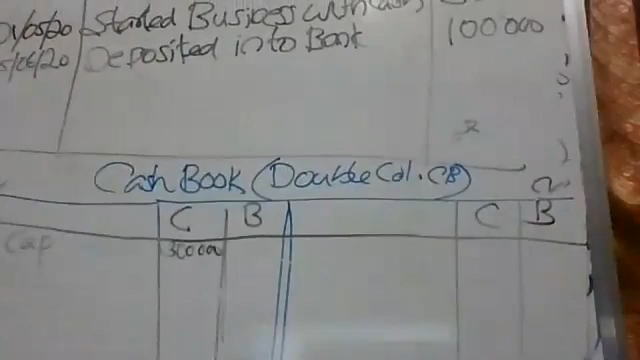 Started Business with Cash
Deposited into Bank 100000
Cash Book (Double Col. CB)
C B C B
Cap 30000